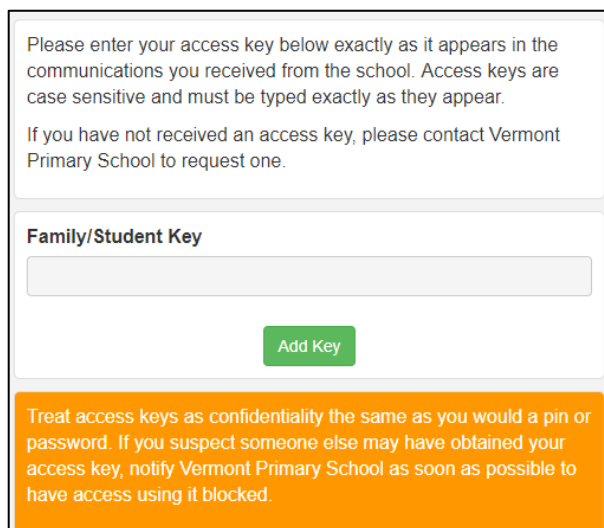 Please enter your access key below exactly as it appears in the
communications you received from the school. Access keys are
case sensitive and must be typed exactly as they appear.
If you have not received an access key, please contact Vermont
Primary School to request one.
Family/Student Key
Add Key
Treat access keys as confidentiality the same as you would a pin or
password. If you suspect someone else may have obtained your
access key, notify Vermont Primary School as soon as possible to
have access using it blocked.